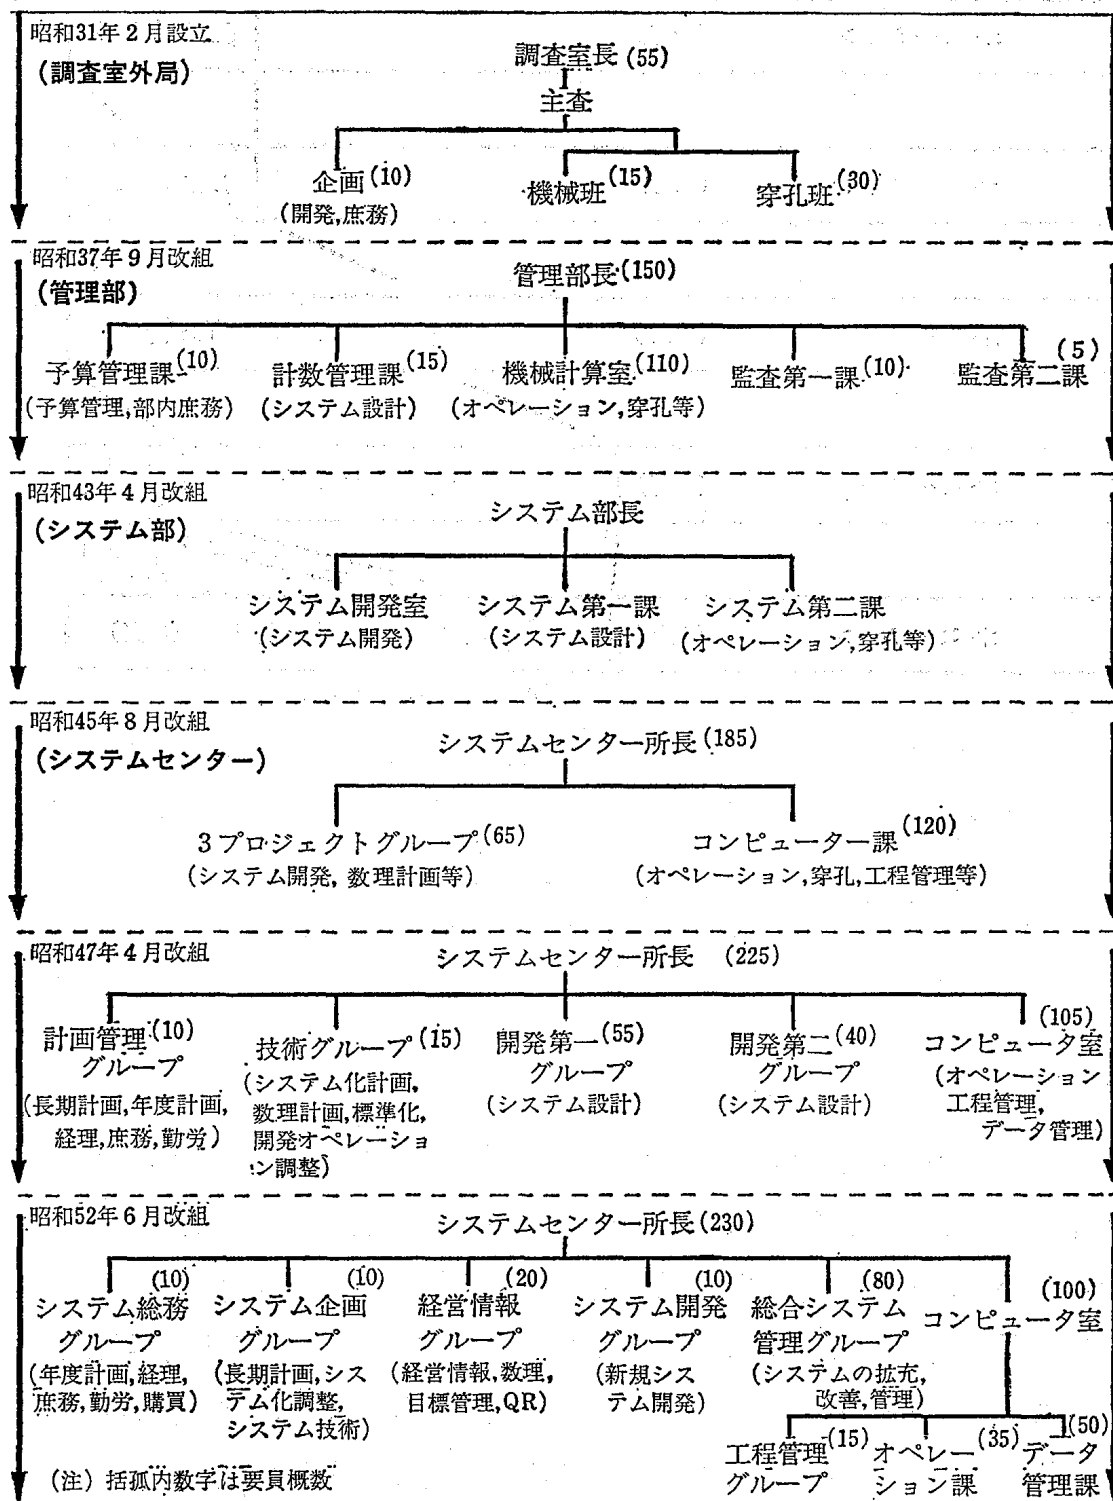 昭和31年2月設立
(調査室外局)
調査室長(55)
主査
企画(10) 機械班(15) 穿孔班(30)
(開発,庶務)
昭和37年9月改組
(管理部)
管理部長(150)
予算管理課(10) 計数管理課(15) 機械計算室(110) 監査第一課(10) 監査第二課(5)
(予算管理,部内庶務) (システム設計) (オペレーション,穿孔等)
昭和43年4月改組
(システム部)
システム部長
システム開発室 システム第一課 システム第二課
(システム開発) (システム設計) (オペレーション,穿孔等)
昭和45年8月改組
(システムセンター)
システムセンター所長(185)
3プロジェクトグループ(65) コンピューター課(120)
(システム開発,数理計画等) (オペレーション,穿孔,工程管理等)
昭和47年4月改組
システムセンター所長 (225)
計画管理(10)
グループ
(長期計画,年度計画,
経理,庶務,勤労)
技術グループ(15)
(システム化計画,
数理計画,標準化,
開発オペレーショ
ン調整)
開発第一(55)
グループ
(システム設計)
開発第二(40)
グループ
(システム設計)
(105)
コンピュータ室
(オペレーション
工程管理,
データ管理)
昭和52年6月改組
システムセンター所長(230)
(10)
システム総務
グループ
(年度計画,経理,
庶務,勤労,購買)
(10)
システム企画
グループ
(長期計画,シス
テム化調整,
システム技術)
(20)
経営情報
グループ
(経営情報,数理,
目標管理,QR)
(10)
システム開発
グループ
(新規シス
テム開発)
(80)
総合システム
管理グループ
(システムの拡充,
改善,管理)
(100)
コンピュータ室
工程管理(15)
グループ
オペレー(35)
ション課
(50)
データ
管理課
(注) 括孤内数字は要員概数